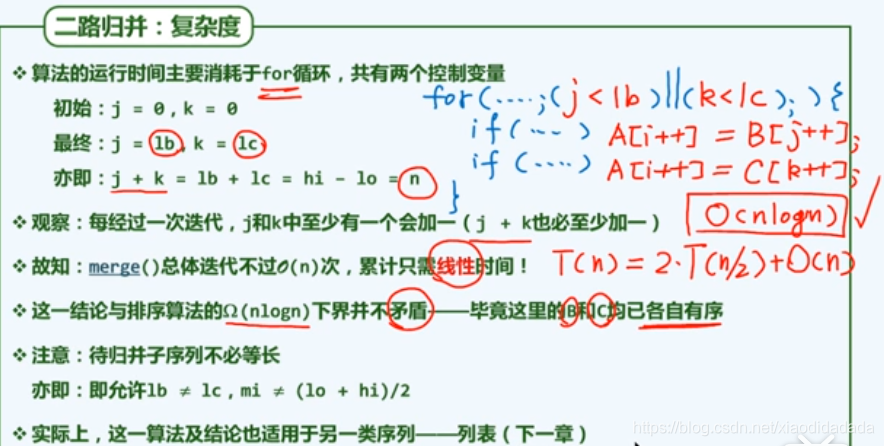 二路归并：复杂度
❖ 算法的运行时间主要消耗于for循环，共有两个控制变量
初始：j = 0，k = 0
最终：j = lb，k = lc
亦即：j + k = lb + lc = hi - lo = n
for(....;(j<lb)||(k<lc);){
if(...) A[i++] = B[j++];
if(....) A[i++] = C[k++];
}
❖ 观察：每经过一次迭代，j和k中至少有一个会加一（j + k也必至少加一）
O(nlogn)
❖ 故知：merge()总体迭代不过O(n)次，累计只需线性时间！
T(n) = 2·T(n/2)+O(n)
❖ 这一结论与排序算法的Ω(nlogn)下界并不矛盾——毕竟这里的B和C均已各自有序
❖ 注意：待归并子序列不必等长
亦即：即允许lb ≠ lc，mi ≠ (lo + hi)/2
❖ 实际上，这一算法及结论也适用于另一类序列——列表（下一章）
https://blog.csdn.net/xiaodidadada